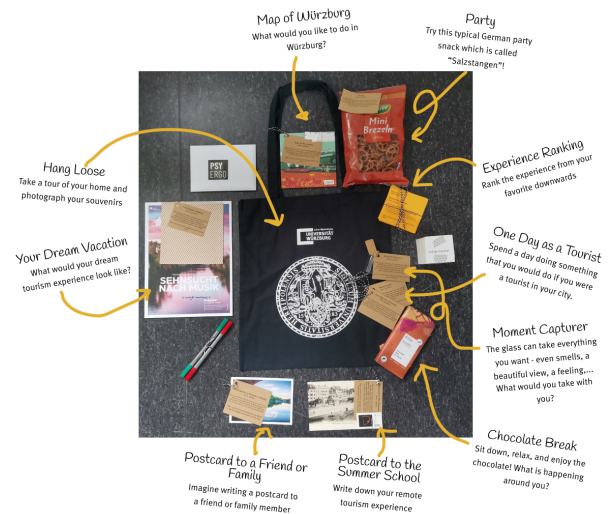 Map of Würzburg
What would you like to do in
Würzburg?
Party
Try this typical German party
snack which is called
"Salzstangen"!
Hang Loose
Take a tour of your home and
photograph your souvenirs
Experience Ranking
Rank the experience from your
favorite downwards
Your Dream Vacation
What would your dream
tourism experience look like?
One Day as a Tourist
Spend a day doing something
that you would do if you were
a tourist in your city.
Moment Capturer
The glass can take everything
you want - even smells, a
beautiful view, a feeling,...
What would you take with
you?
Chocolate Break
Sit down, relax, and enjoy the
chocolate! What is happening
around you?
Postcard to a Friend or
Family
Imagine writing a postcard to
a friend or family member
Postcard to the
Summer School
Write down your remote
tourism experience
PSY
ERGO
Mini
Brezeln
UNIVERSITÄT
WÜRZBURG
SEHNSUCHT
NACH MUSIK